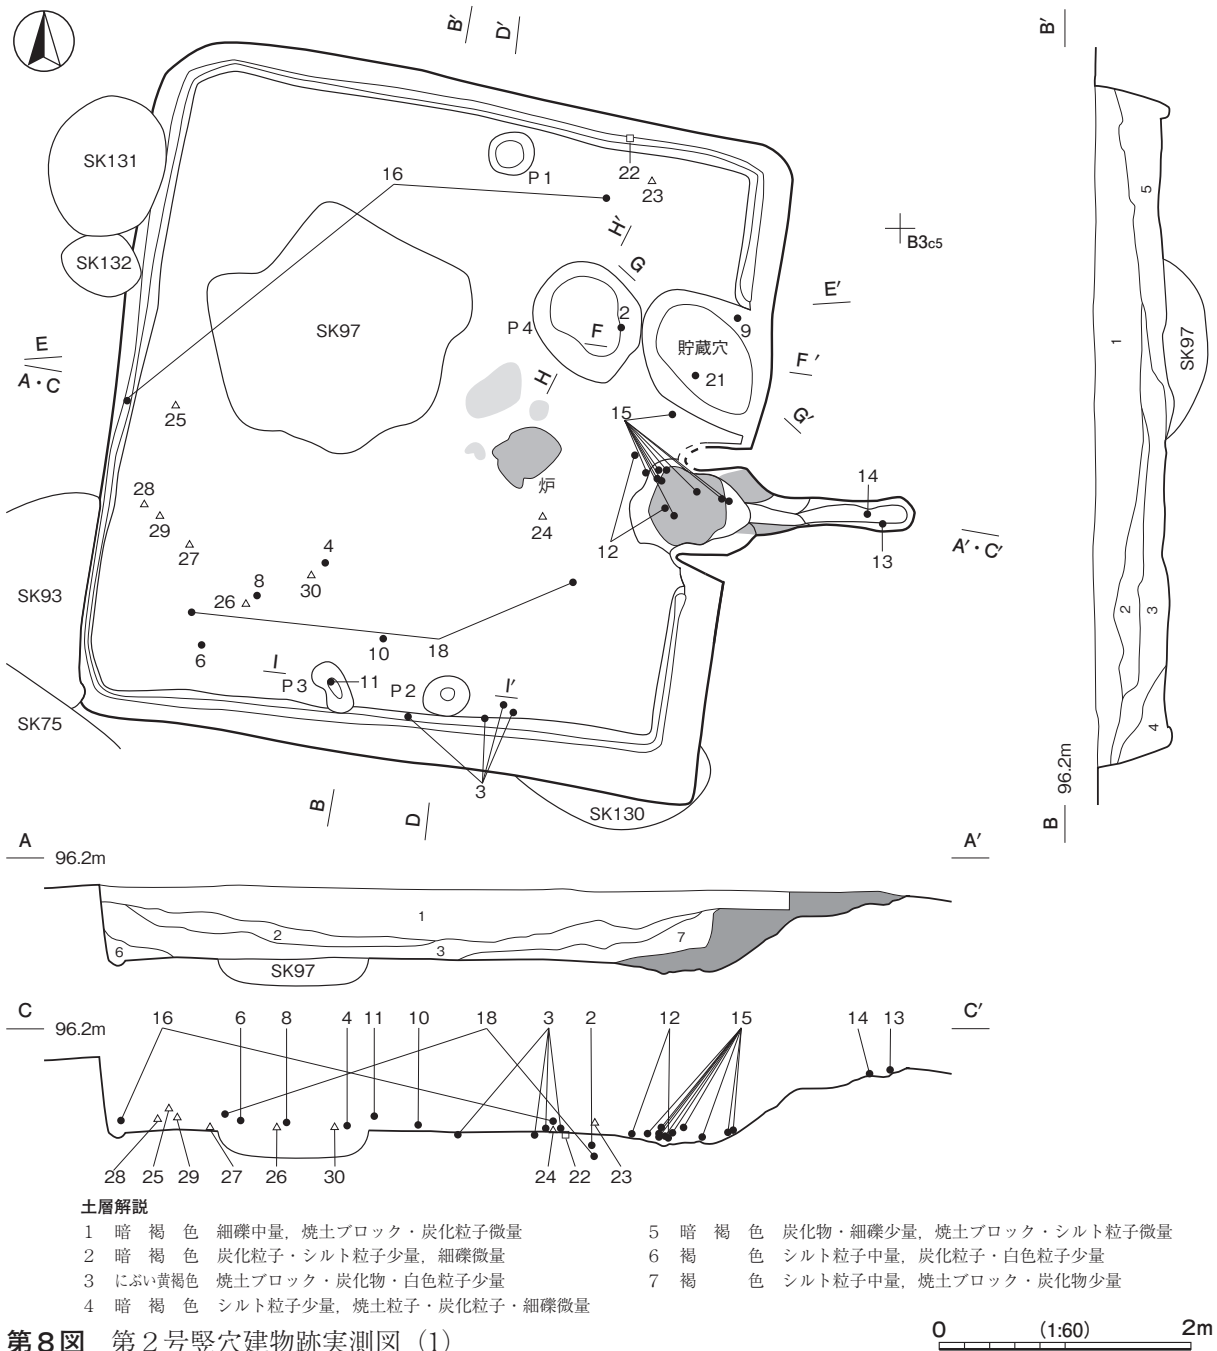 B′ D′
B′
SK131
16
P1
22
23
5
H′
SK132
G
B3c5
E′
SK97
P4
2
F
9
1
SK97
E
貯蔵穴
F′
A・C
H
21
25
15
G′
炉
28
14
29
24
27
4
12
13
A′・C′
8
30
SK93
26
2
3
18
10
6
I
11
P3
P2
I′
SK75
4
3
96.2m
B
D
SK130
B
A
96.2m
A′
1
2
3
7
6
SK97
C
96.2m
16 6 8 4 11 10 18 3 2 12 15 14 13
C′
28 25 29 27 26 30 24 22 23
土層解説
1 暗褐色 細礫中量，焼土ブロック・炭化粒子微量
2 暗褐色 炭化粒子・シルト粒子少量，細礫微量
3 にぶい黄褐色 焼土ブロック・炭化物・白色粒子少量
4 暗褐色 シルト粒子少量，焼土粒子・炭化粒子・細礫微量
5 暗褐色 炭化物・細礫少量，焼土ブロック・シルト粒子微量
6 褐色 シルト粒子中量，炭化粒子・白色粒子少量
7 褐色 シルト粒子中量，焼土ブロック・炭化物少量
第８図 第２号竪穴建物跡実測図（1）
0 (1:60) 2m